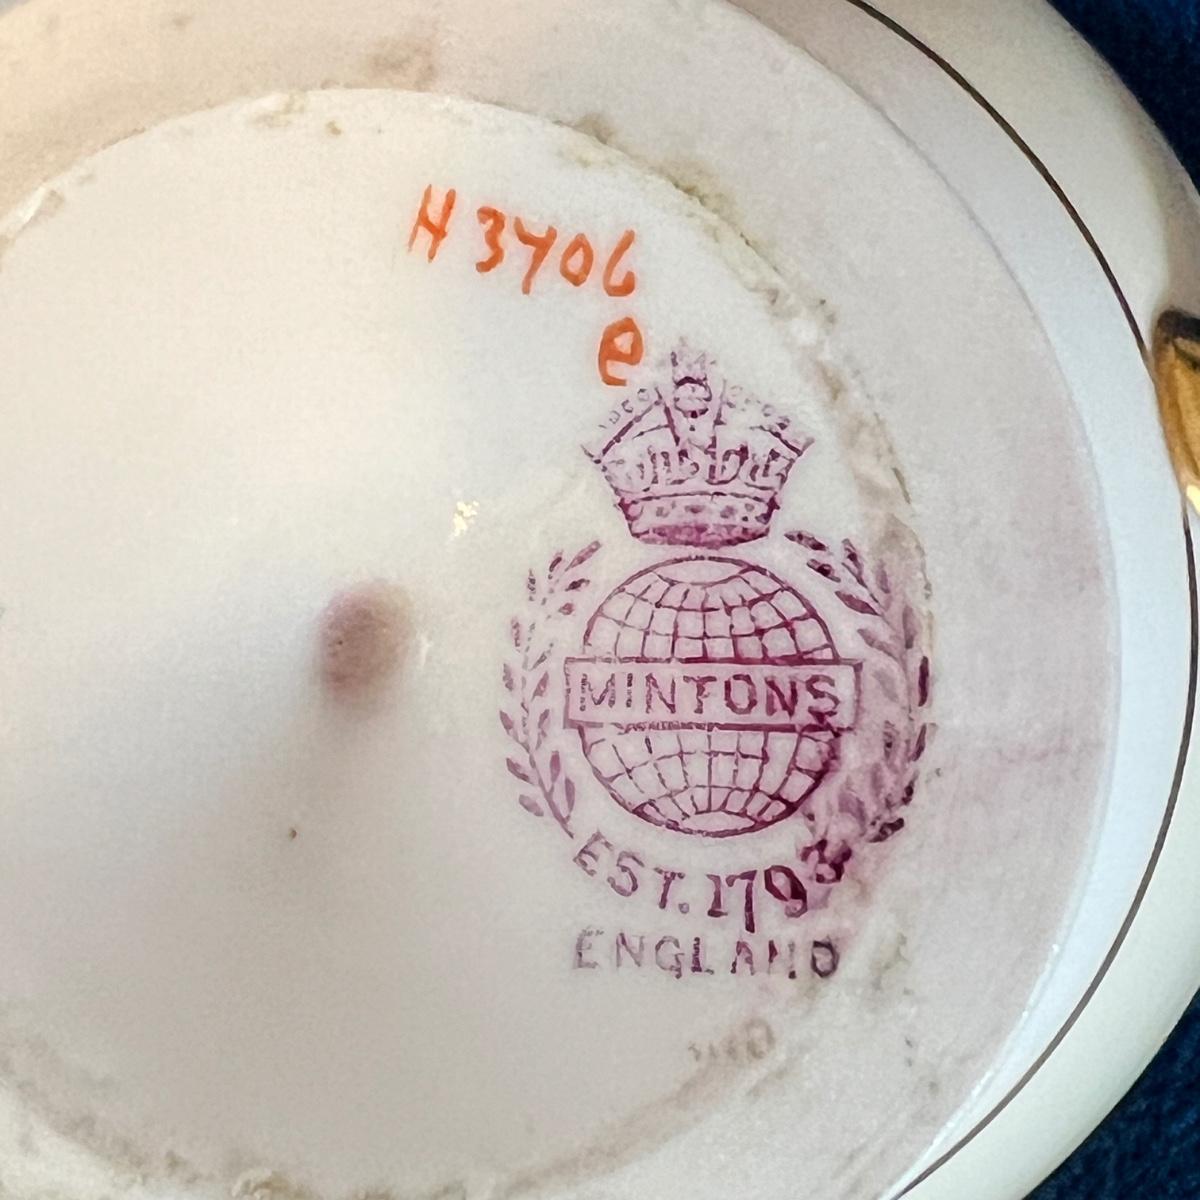 H 3706
e
MINTONS
EST. 1793
ENGLAND